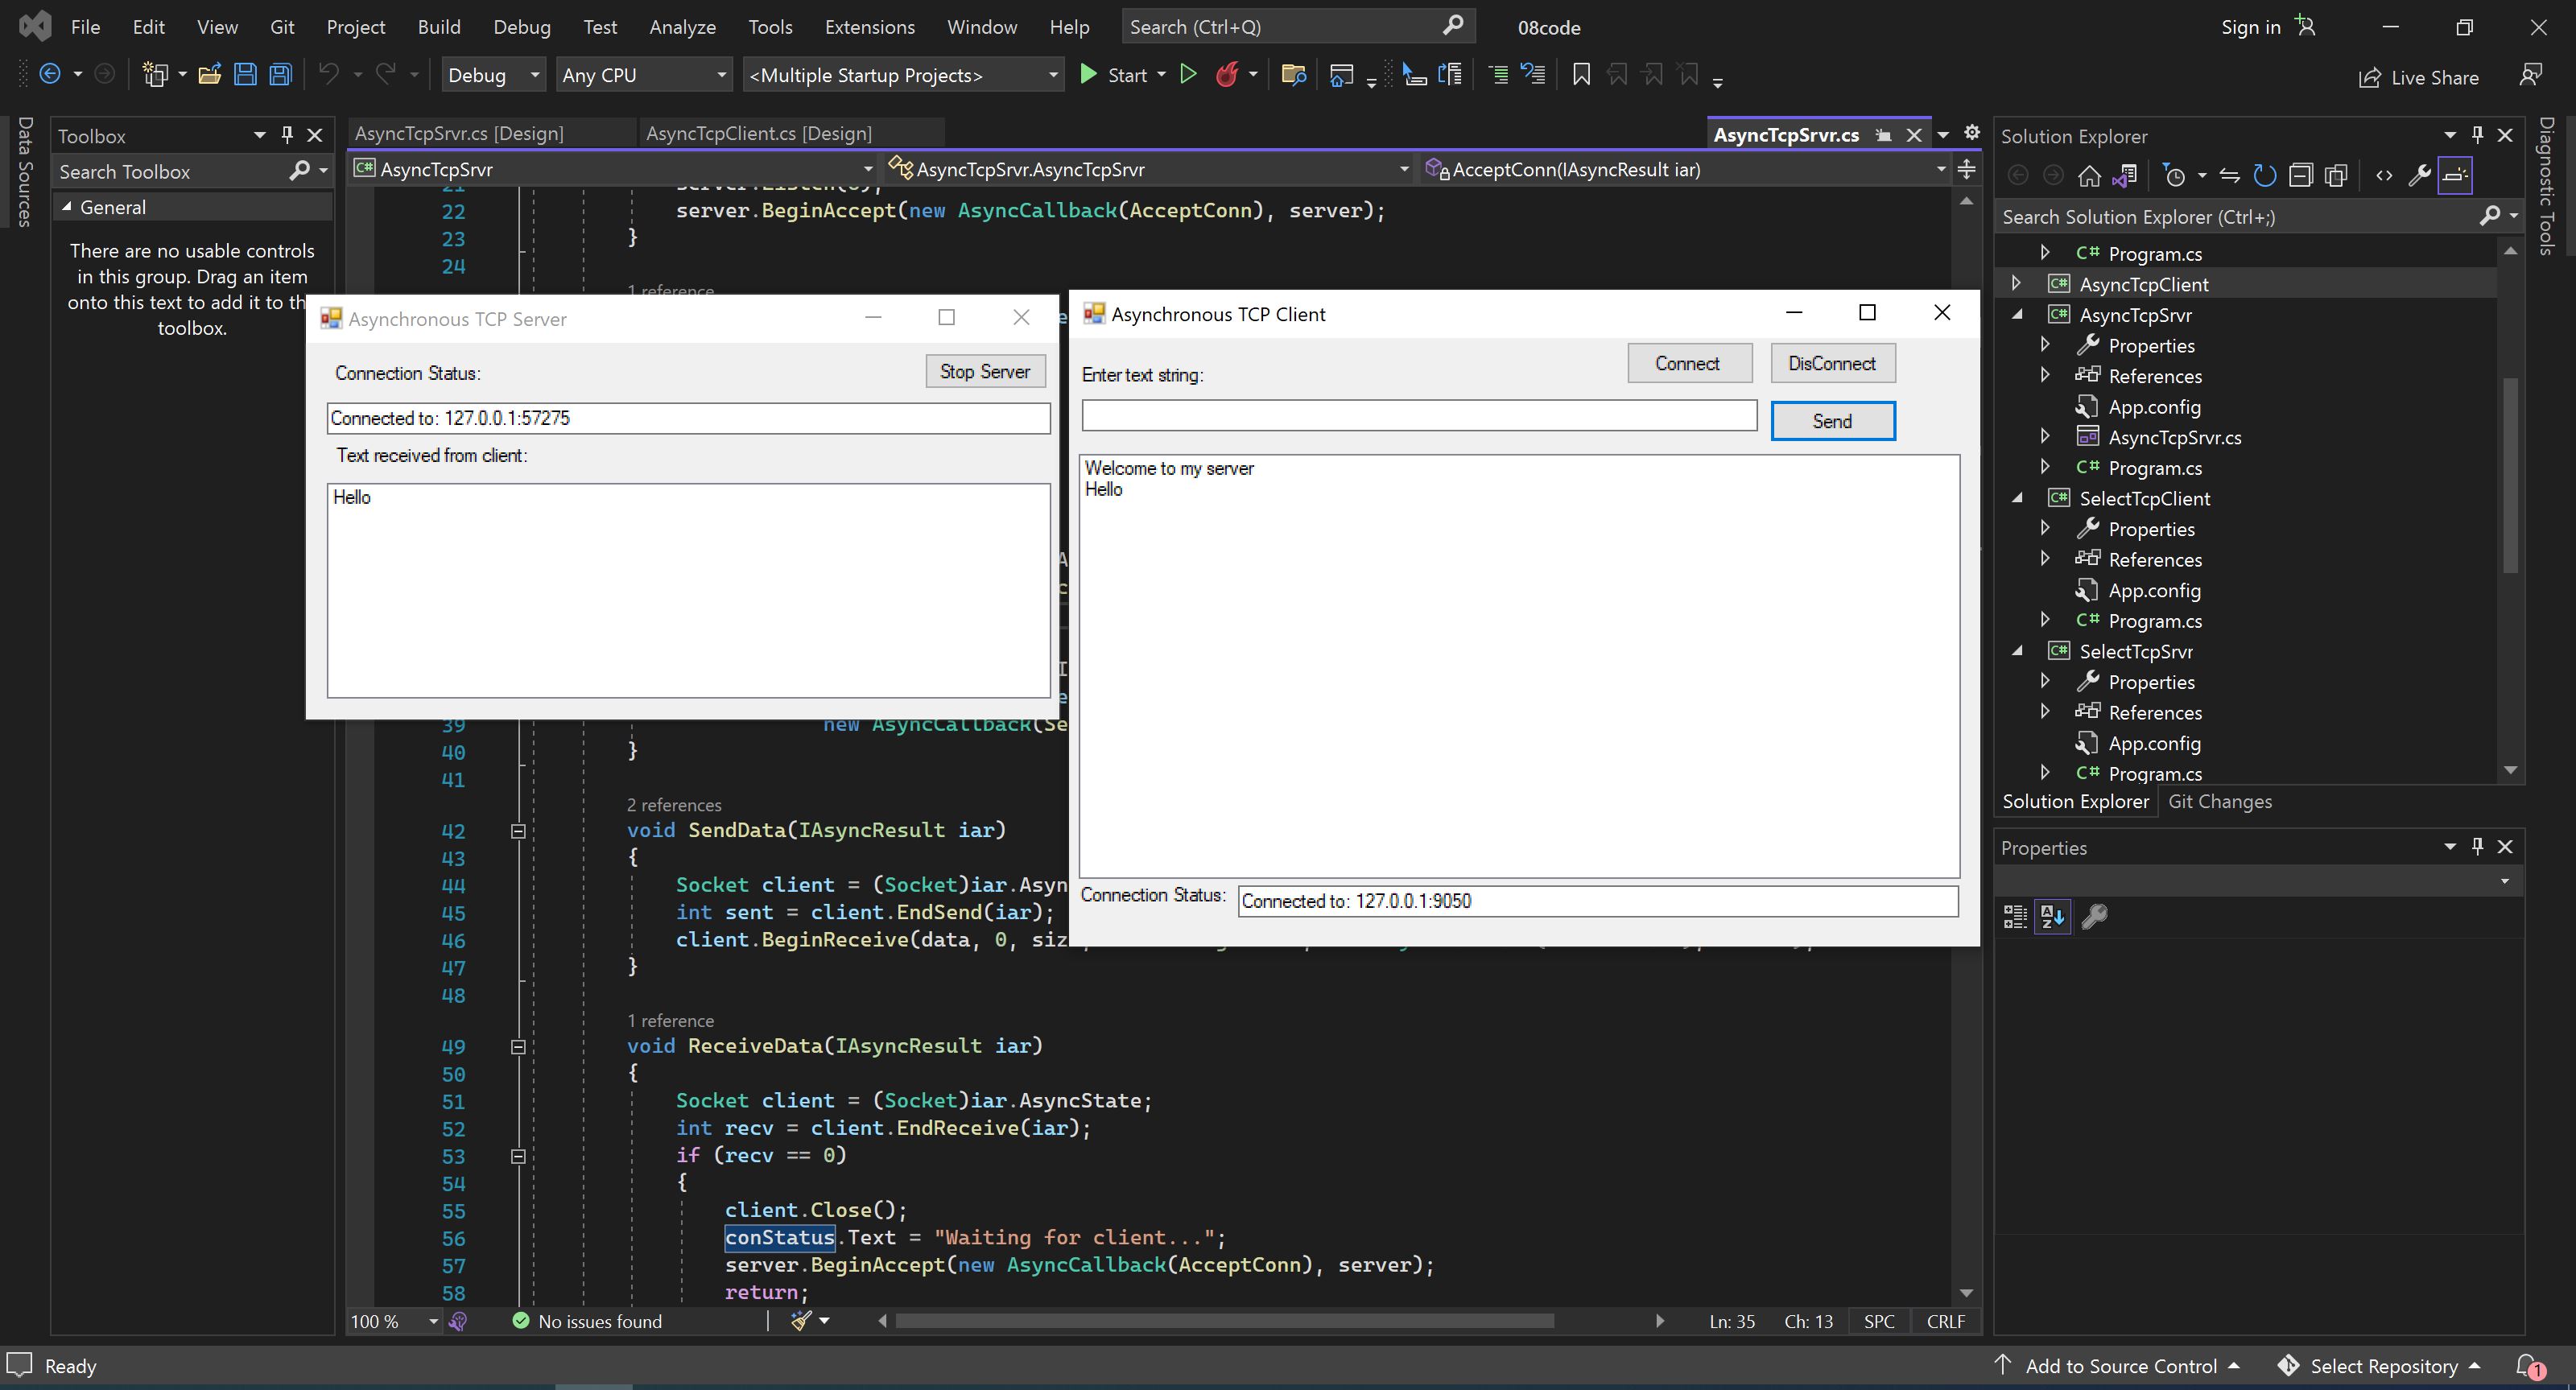 File Edit View Git Project Build Debug Test Analyze Tools Extensions Window Help Search (Ctrl+Q) 08code Sign in
Debug Any CPU <Multiple Startup Projects> Start Live Share
Data Sources
Toolbox
Search Toolbox
General
There are no usable controls
in this group. Drag an item
onto this text to add it to th
toolbox.
AsyncTcpSrvr.cs [Design] AsyncTcpClient.cs [Design] AsyncTcpSrvr.cs
AsyncTcpSrvr AsyncTcpSrvr.AsyncTcpSrvr AcceptConn(IAsyncResult iar)
22 server.BeginAccept(new AsyncCallback(AcceptConn), server);
23 }
24
1 reference
Asynchronous TCP Server
Connection Status: Stop Server
Connected to: 127.0.0.1:57275
Text received from client:
Hello
Asynchronous TCP Client
Connect DisConnect
Enter text string:
Send
Welcome to my server
Hello
Connection Status: Connected to: 127.0.0.1:9050
39 new AsyncCallback(Se
40 }
41
2 references
42 void SendData(IAsyncResult iar)
43 {
44 Socket client = (Socket)iar.Asyn
45 int sent = client.EndSend(iar);
46 client.BeginReceive(data, 0, siz
47 }
48
1 reference
49 void ReceiveData(IAsyncResult iar)
50 {
51 Socket client = (Socket)iar.AsyncState;
52 int recv = client.EndReceive(iar);
53 if (recv == 0)
54 {
55 client.Close();
56 conStatus.Text = "Waiting for client...";
57 server.BeginAccept(new AsyncCallback(AcceptConn), server);
58 return;
100 % No issues found Ln: 35 Ch: 13 SPC CRLF
Solution Explorer
Search Solution Explorer (Ctrl+;)
C# Program.cs
C# AsyncTcpClient
C# AsyncTcpSrvr
Properties
References
App.config
AsyncTcpSrvr.cs
C# Program.cs
C# SelectTcpClient
Properties
References
App.config
C# Program.cs
C# SelectTcpSrvr
Properties
References
App.config
C# Program.cs
Solution Explorer Git Changes
Properties
Diagnostic Tools
Ready Add to Source Control Select Repository 1